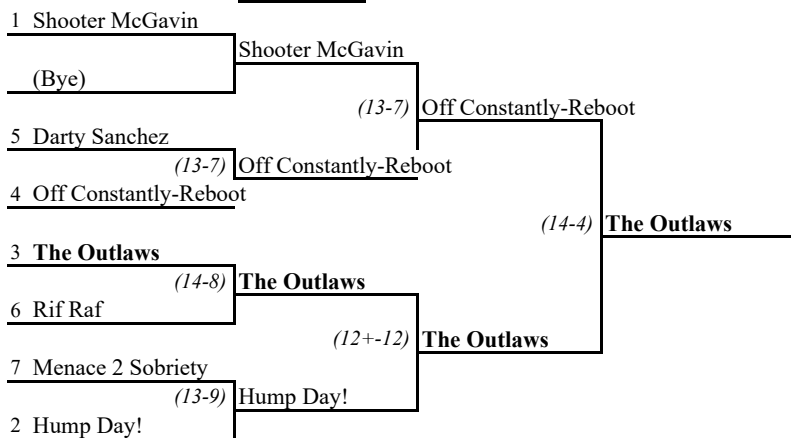 1 Shooter McGavin
Shooter McGavin
(Bye)
(13-7) Off Constantly-Reboot
5 Darty Sanchez
(13-7) Off Constantly-Reboot
4 Off Constantly-Reboot
(14-4) The Outlaws
3 The Outlaws
(14-8) The Outlaws
6 Rif Raf
(12+-12) The Outlaws
7 Menace 2 Sobriety
(13-9) Hump Day!
2 Hump Day!